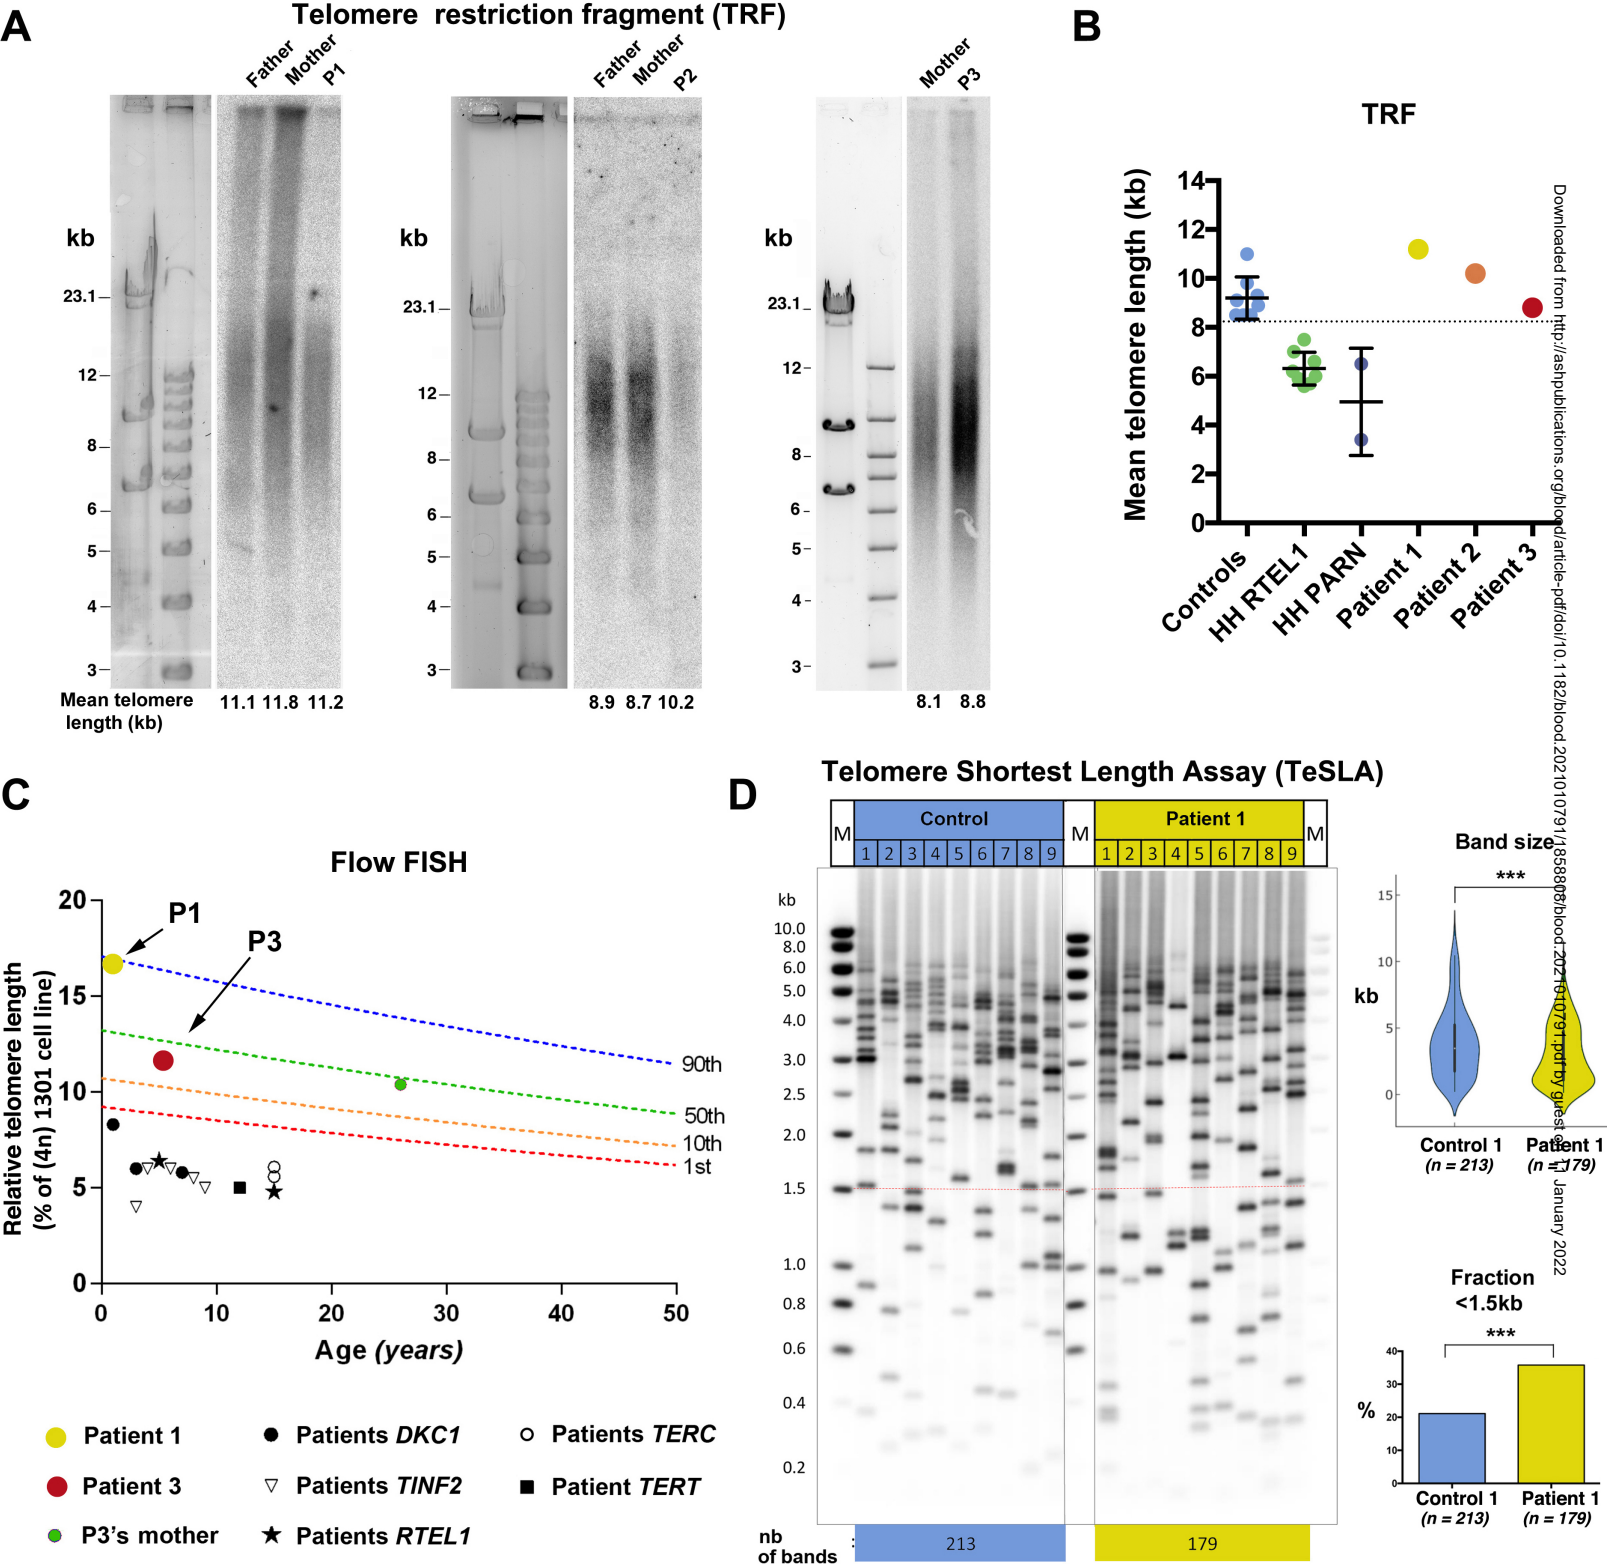 A
Telomere restriction fragment (TRF)
Father
Mother
P1
kb
23.1
12
8
6
5
4
3
Mean telomere
length (kb)
11.1 11.8 11.2
Father
Mother
P2
kb
23.1
12
8
6
5
4
3
8.9 8.7 10.2
Mother
P3
kb
23.1
12
8
6
5
4
3
8.1 8.8
B
TRF
Mean telomere length (kb)
14
12
10
8
6
4
2
0
Controls
HH RTEL1
HH PARN
Patient 1
Patient 2
Patient 3
Downloaded from http://ashpublications.org/blood/article-pdf/doi/10.1182/blood.2021010791/1858808/blood.2021010791.pdf by guest on 11 January 2022
C
Flow FISH
Relative telomere length
(% of (4n) 1301 cell line)
20
15
10
5
0
P1
P3
90th
50th
10th
1st
0 10 20 30 40 50
Age (years)
Patient 1
Patient 3
P3's mother
Patients DKC1
Patients TINF2
Patients RTEL1
Patients TERC
Patient TERT
D
Telomere Shortest Length Assay (TeSLA)
M
Control
1 2 3 4 5 6 7 8 9
M
Patient 1
1 2 3 4 5 6 7 8 9
M
kb
10.0
8.0
6.0
5.0
4.0
3.0
2.5
2.0
1.5
1.0
0.8
0.6
0.4
0.2
nb
of bands
:
213
179
Band size
***
kb
15
10
5
0
Control 1
(n = 213)
Patient 1
(n = 179)
Fraction
<1.5kb
***
%
40
30
20
10
0
Control 1
(n = 213)
Patient 1
(n = 179)